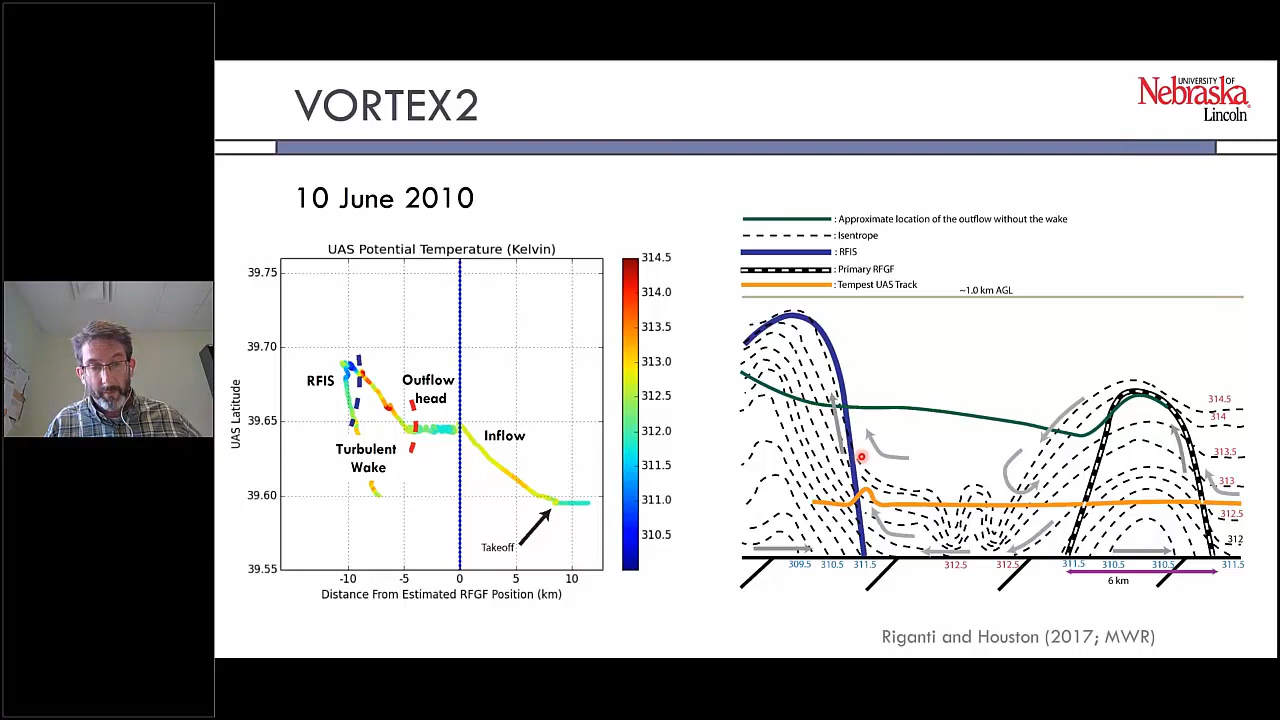 VORTEX2
UNIVERSITY OF
Nebraska
Lincoln
10 June 2010
UAS Potential Temperature (Kelvin)
39.75
39.70
39.65
39.60
39.55
UAS Latitude
-10
-5
0
5
10
Distance From Estimated RFGF Position (km)
RFIS
Outflow
head
Turbulent
Wake
Inflow
Takeoff
314.5
314.0
313.5
313.0
312.5
312.0
311.5
311.0
310.5
: Approximate location of the outflow without the wake
: Isentrope
: RFIS
: Primary RFGF
: Tempest UAS Track
~1.0 km AGL
314.5
314
313.5
313
312.5
312
309.5 310.5 311.5 312.5 312.5 311.5 310.5 310.5 311.5
6 km
Riganti and Houston (2017; MWR)